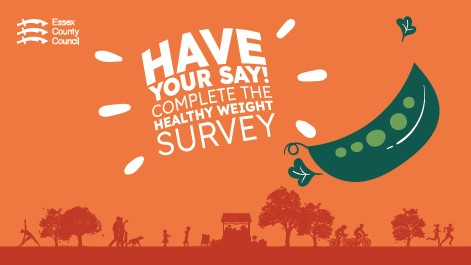 Essex
County
Council
HAVE
YOUR SAY!
COMPLETE THE
HEALTHY WEIGHT
SURVEY